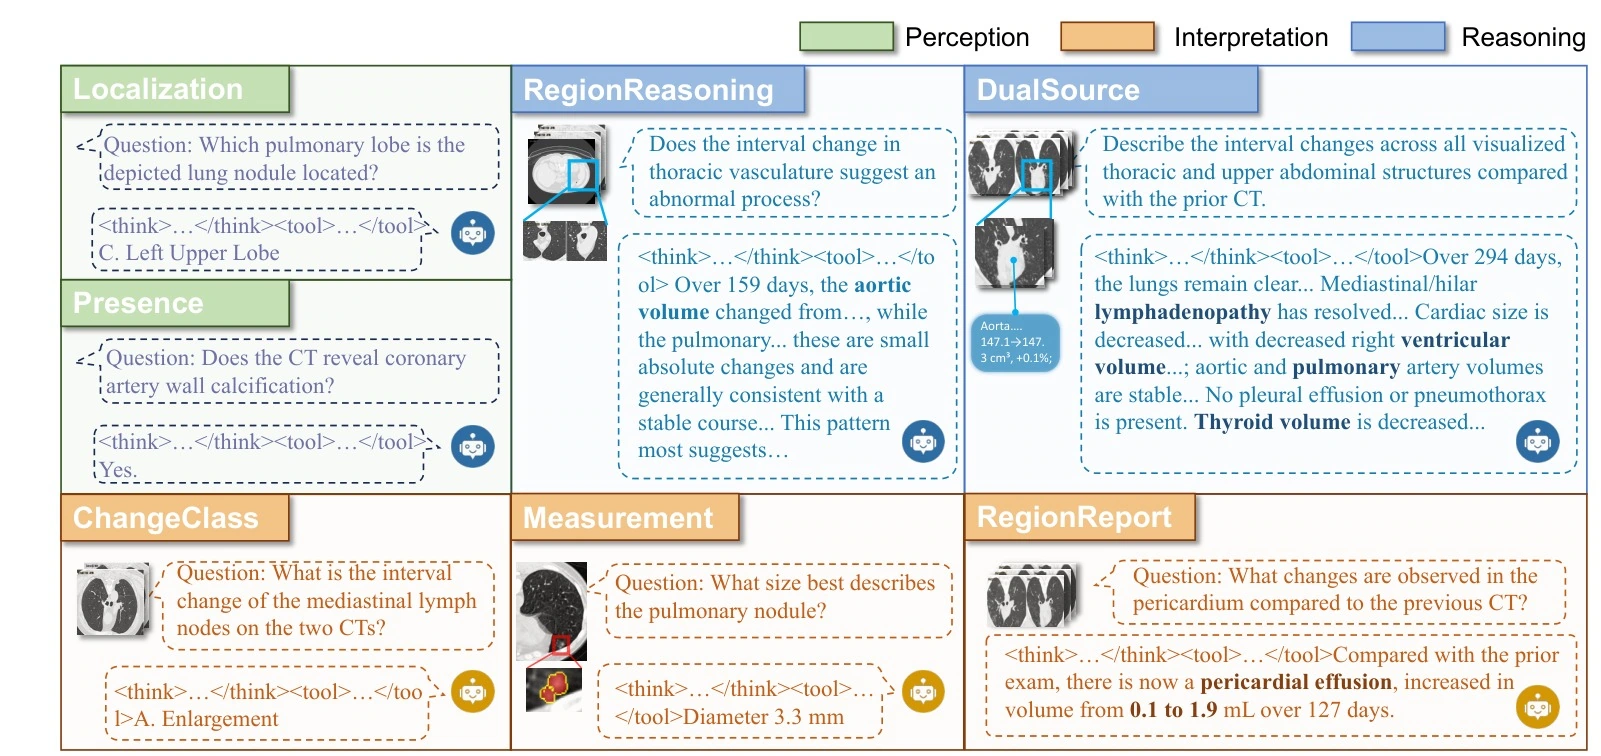 Perception
Interpretation
Reasoning
Localization
Question: Which pulmonary lobe is the
depicted lung nodule located?
<think>…</think><tool>…</tool>
C. Left Upper Lobe
Presence
Question: Does the CT reveal coronary
artery wall calcification?
<think>…</think><tool>…</tool>
Yes.
RegionReasoning
Does the interval change in
thoracic vasculature suggest an
abnormal process?
<think>…</think><tool>…</to
ol> Over 159 days, the aortic
volume changed from…, while
the pulmonary... these are small
absolute changes and are
generally consistent with a
stable course... This pattern
most suggests…
DualSource
Describe the interval changes across all visualized
thoracic and upper abdominal structures compared
with the prior CT.
Aorta....
147.1→147.
3 cm³, +0.1%;
<think>…</think><tool>…</tool>Over 294 days,
the lungs remain clear... Mediastinal/hilar
lymphadenopathy has resolved... Cardiac size is
decreased... with decreased right ventricular
volume...; aortic and pulmonary artery volumes
are stable... No pleural effusion or pneumothorax
is present. Thyroid volume is decreased...
ChangeClass
Question: What is the interval
change of the mediastinal lymph
nodes on the two CTs?
<think>…</think><tool>…</too
l>A. Enlargement
Measurement
Question: What size best describes
the pulmonary nodule?
<think>…</think><tool>…
</tool>Diameter 3.3 mm
RegionReport
Question: What changes are observed in the
pericardium compared to the previous CT?
<think>…</think><tool>…</tool>Compared with the prior
exam, there is now a pericardial effusion, increased in
volume from 0.1 to 1.9 mL over 127 days.